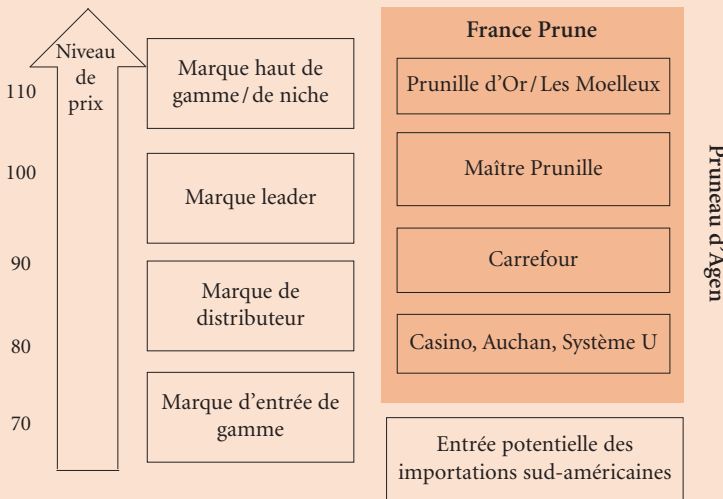 Niveau
de
prix
110
100
90
80
70
Marque haut de
gamme / de niche
Marque leader
Marque de
distributeur
Marque d'entrée de
gamme
France Prune
Prunille d'Or / Les Moelleux
Maître Prunille
Carrefour
Casino, Auchan, Système U
Entrée potentielle des
importations sud-américaines
Pruneau d'Agen